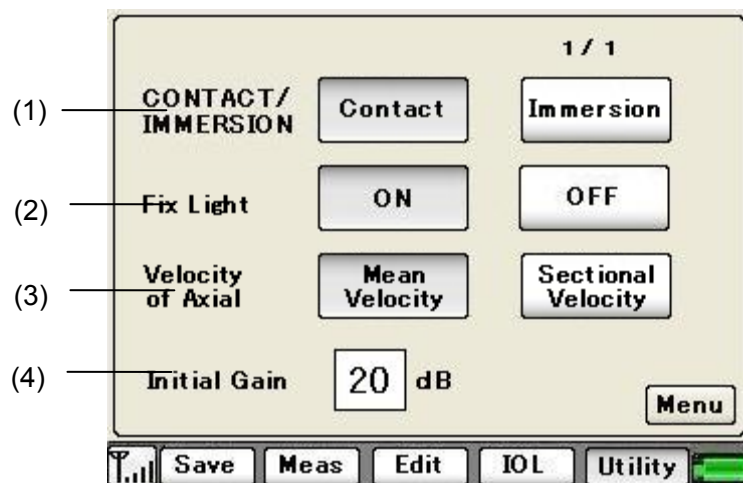 1 / 1
(1) CONTACT/ Contact Immersion
IMMERSION
(2) Fix Light ON OFF
(3) Velocity Mean Sectional
of Axial Velocity Velocity
(4) Initial Gain 20 dB
Menu
Save Meas Edit IOL Utility